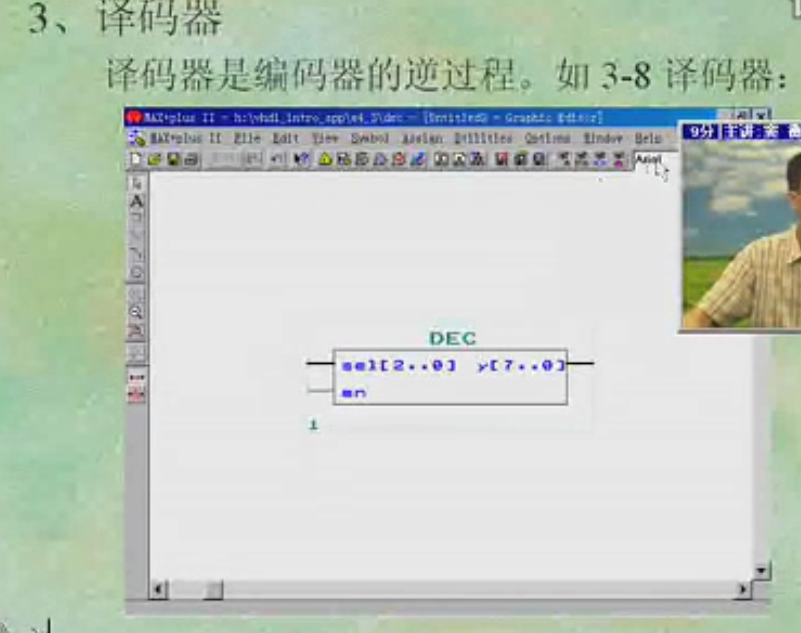 3、译码器
译码器是编码器的逆过程。如 3-8 译码器：
MAX+plus II - h:\vhdl_intro_app\e4_3\dec - [Untitled0 - Graphic Editor]
MAX+plus II File Edit View Symbol Assign Utilities Options Window Help
9分 主讲:
Arial
A
DEC
sel[2..0] y[7..0]
en
1